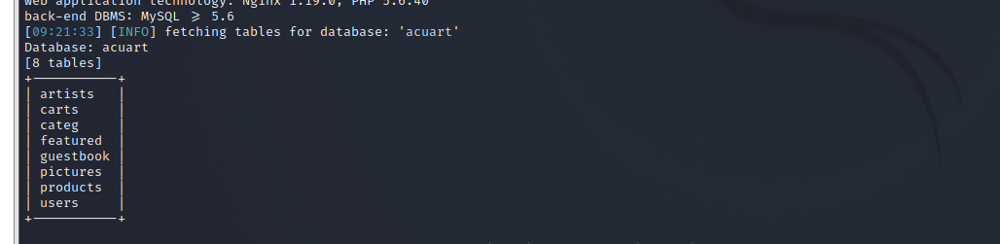 web application technology: Nginx 1.19.0, PHP 5.6.40
back-end DBMS: MySQL ≥ 5.6
[09:21:33] [INFO] fetching tables for database: 'acuart'
Database: acuart
[8 tables]
+-----------+
| artists   |
| carts     |
| categ     |
| featured  |
| guestbook |
| pictures  |
| products  |
| users     |
+-----------+